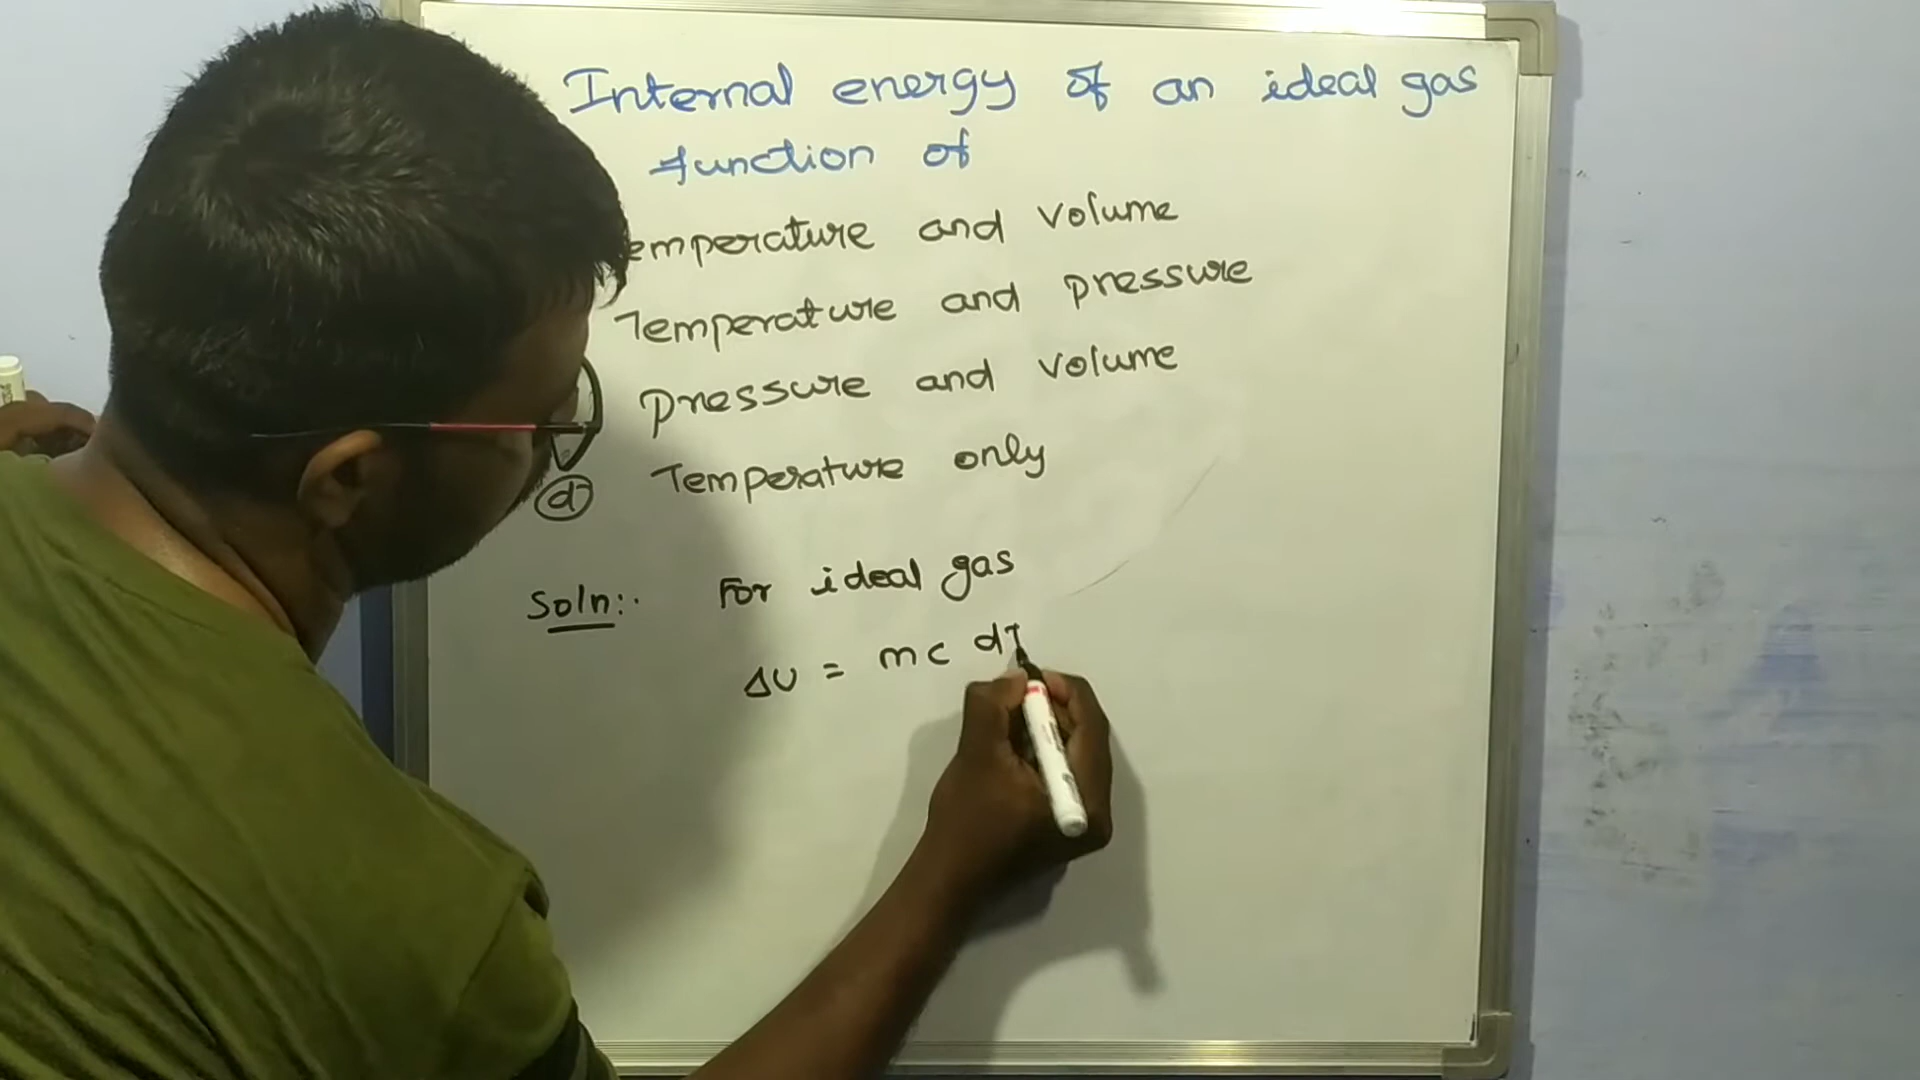 Internal energy of an ideal gas
function of
emperature and volume
Temperature and pressure
pressure and volume
(d) Temperature only
Soln:. For ideal gas
ΔU = mc dT